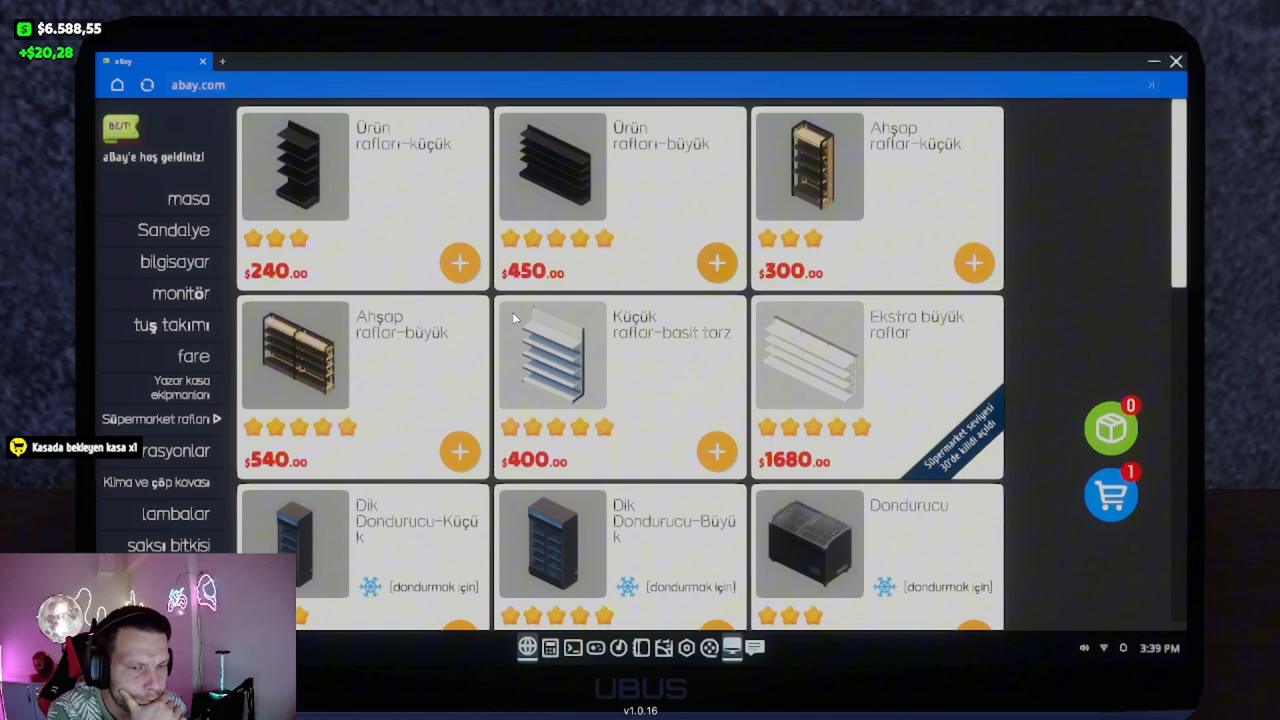 $6.588,55
+$20,28
aBay
abay.com
BEST!
aBay'e hoş geldiniz!
masa
Sandalye
bilgisayar
monitör
tuş takımı
fare
Yazar kasa
ekipmanları
Süpermarket rafları
Kasada bekleyen kasa x1
rasyonlar
Klima ve çöp kovası
lambalar
saksı bitkisi
Ürün
rafları-küçük
$240.00
Ürün
rafları-büyük
$450.00
Ahşap
raflar-küçük
$300.00
Ahşap
raflar-büyük
$540.00
Küçük
raflar-basit tarz
$400.00
Ekstra büyük
raflar
$1680.00
Süpermarket seviyesi
30'de kilidi açıldı
Dik
Dondurucu-Küçü
k
[dondurmak için]
Dik
Dondurucu-Büyü
k
[dondurmak için]
Dondurucu
[dondurmak için]
0
1
3:39 PM
UBUS
v1.0.16